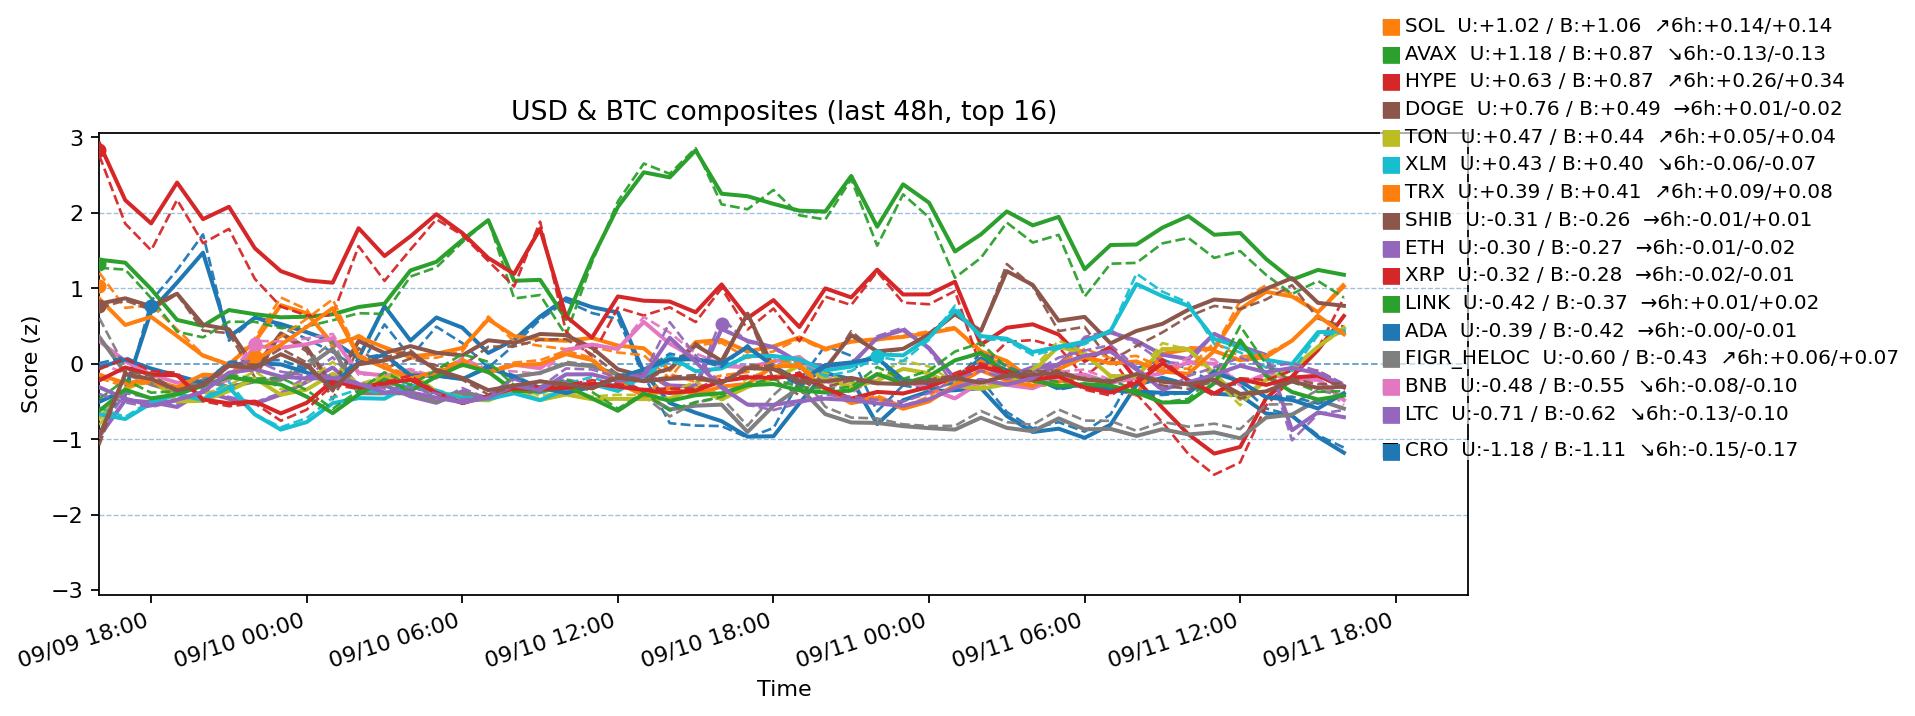 SOL U:+1.02 / B:+1.06 ↗6h:+0.14/+0.14
AVAX U:+1.18 / B:+0.87 ↘6h:-0.13/-0.13
HYPE U:+0.63 / B:+0.87 ↗6h:+0.26/+0.34
DOGE U:+0.76 / B:+0.49 →6h:+0.01/-0.02
TON U:+0.47 / B:+0.44 ↗6h:+0.05/+0.04
XLM U:+0.43 / B:+0.40 ↘6h:-0.06/-0.07
TRX U:+0.39 / B:+0.41 ↗6h:+0.09/+0.08
SHIB U:-0.31 / B:-0.26 →6h:-0.01/+0.01
ETH U:-0.30 / B:-0.27 →6h:-0.01/-0.02
XRP U:-0.32 / B:-0.28 →6h:-0.02/-0.01
LINK U:-0.42 / B:-0.37 →6h:+0.01/+0.02
ADA U:-0.39 / B:-0.42 →6h:-0.00/-0.01
FIGR_HELOC U:-0.60 / B:-0.43 ↗6h:+0.06/+0.07
BNB U:-0.48 / B:-0.55 ↘6h:-0.08/-0.10
LTC U:-0.71 / B:-0.62 ↘6h:-0.13/-0.10
CRO U:-1.18 / B:-1.11 ↘6h:-0.15/-0.17
USD & BTC composites (last 48h, top 16)
Score (z)
3
2
1
0
−1
−2
−3
09/09 18:00
09/10 00:00
09/10 06:00
09/10 12:00
09/10 18:00
09/11 00:00
09/11 06:00
09/11 12:00
09/11 18:00
Time